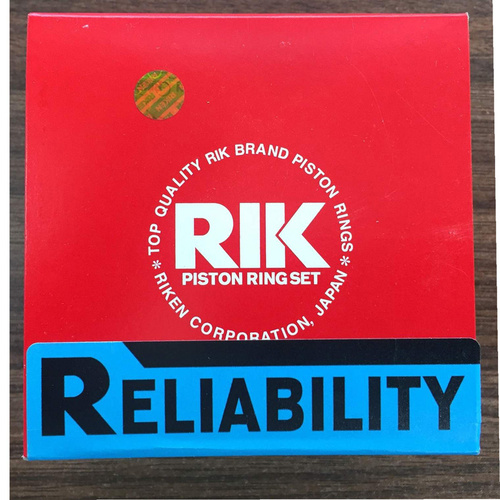 * TOP QUALITY RIK BRAND PISTON RINGS *
RIK
PISTON RING SET
RIKEN CORPORATION, JAPAN
RELIABILITY